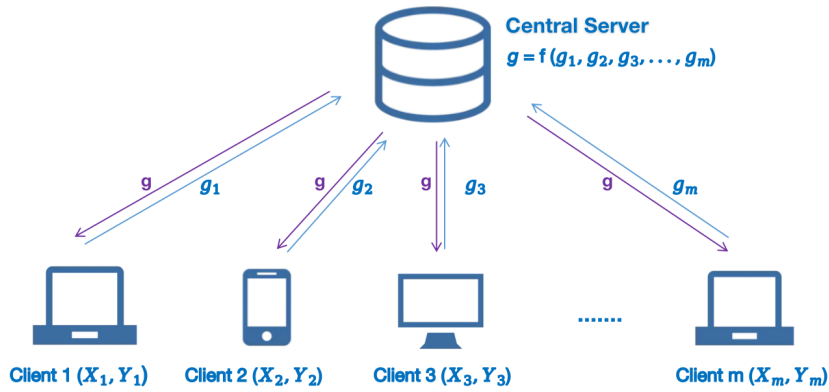 Central Server
g = f (g₁, g₂, g₃, . . . , gₘ)
g g₁ g g₂ g g₃ g gₘ
.......
Client 1 (X₁, Y₁) Client 2 (X₂, Y₂) Client 3 (X₃, Y₃) Client m (Xₘ, Yₘ)